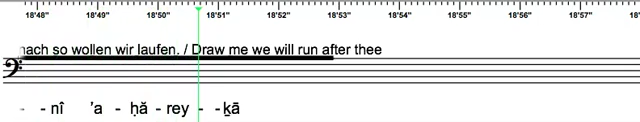 18'48" 18'49" 18'50" 18'51" 18'52" 18'53" 18'54" 18'55" 18'56" 18'57"
nach so wollen wir laufen. / Draw me we will run after thee
- - nî 'a - ḥă - rey - - ḵā